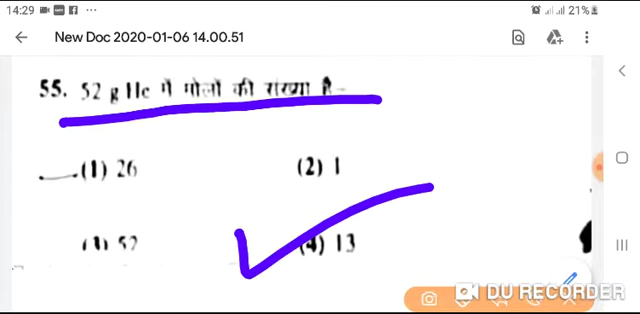 14:29 21%
New Doc 2020-01-06 14.00.51
55. 52 g He में मोलों की संख्या है-
(1) 26 (2) 1
(3) 52 (4) 13
DU RECORDER